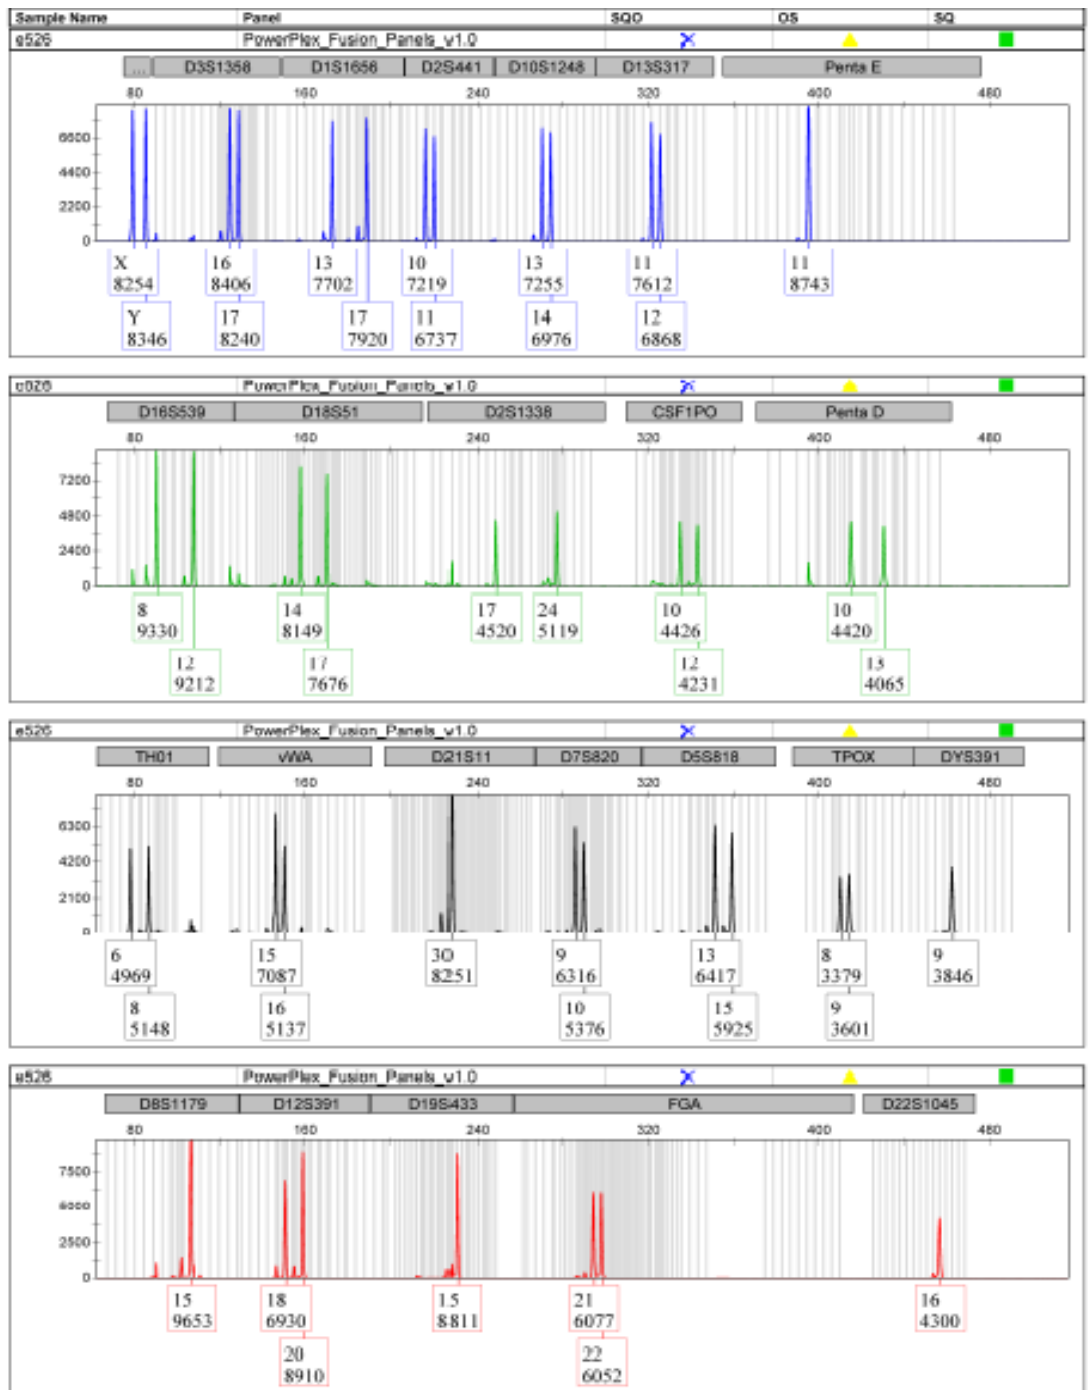 Sample Name Panel SQO OS SQ
e526 PowerPlex_Fusion_Panels_v1.0
... D3S1358 D1S1656 D2S441 D10S1248 D13S317 Penta E
80 160 240 320 400 480
6600
4400
2200
0
X 16 13 10 13 11 11
8254 8406 7702 7219 7255 7612 8743
Y 17 17 11 14 12
8346 8240 7920 6737 6976 6868
e526 PowerPlex_Fusion_Panels_v1.0
D16S539 D18S51 D2S1338 CSF1PO Penta D
80 160 240 320 400 480
7200
4800
2400
0
8 14 17 24 10 10
9330 8149 4520 5119 4426 4420
12 17 12 13
9212 7676 4231 4065
e526 PowerPlex_Fusion_Panels_v1.0
TH01 vWA D21S11 D7S820 D5S818 TPOX DYS391
80 160 240 320 400 480
6300
4200
2100
0
6 15 30 9 13 8 9
4969 7087 8251 6316 6417 3379 3846
8 16 10 15 9
5148 5137 5376 5925 3601
e526 PowerPlex_Fusion_Panels_v1.0
D8S1179 D12S391 D19S433 FGA D22S1045
80 160 240 320 400 480
7500
5000
2500
0
15 18 15 21 16
9653 6930 8811 6077 4300
20 22
8910 6052